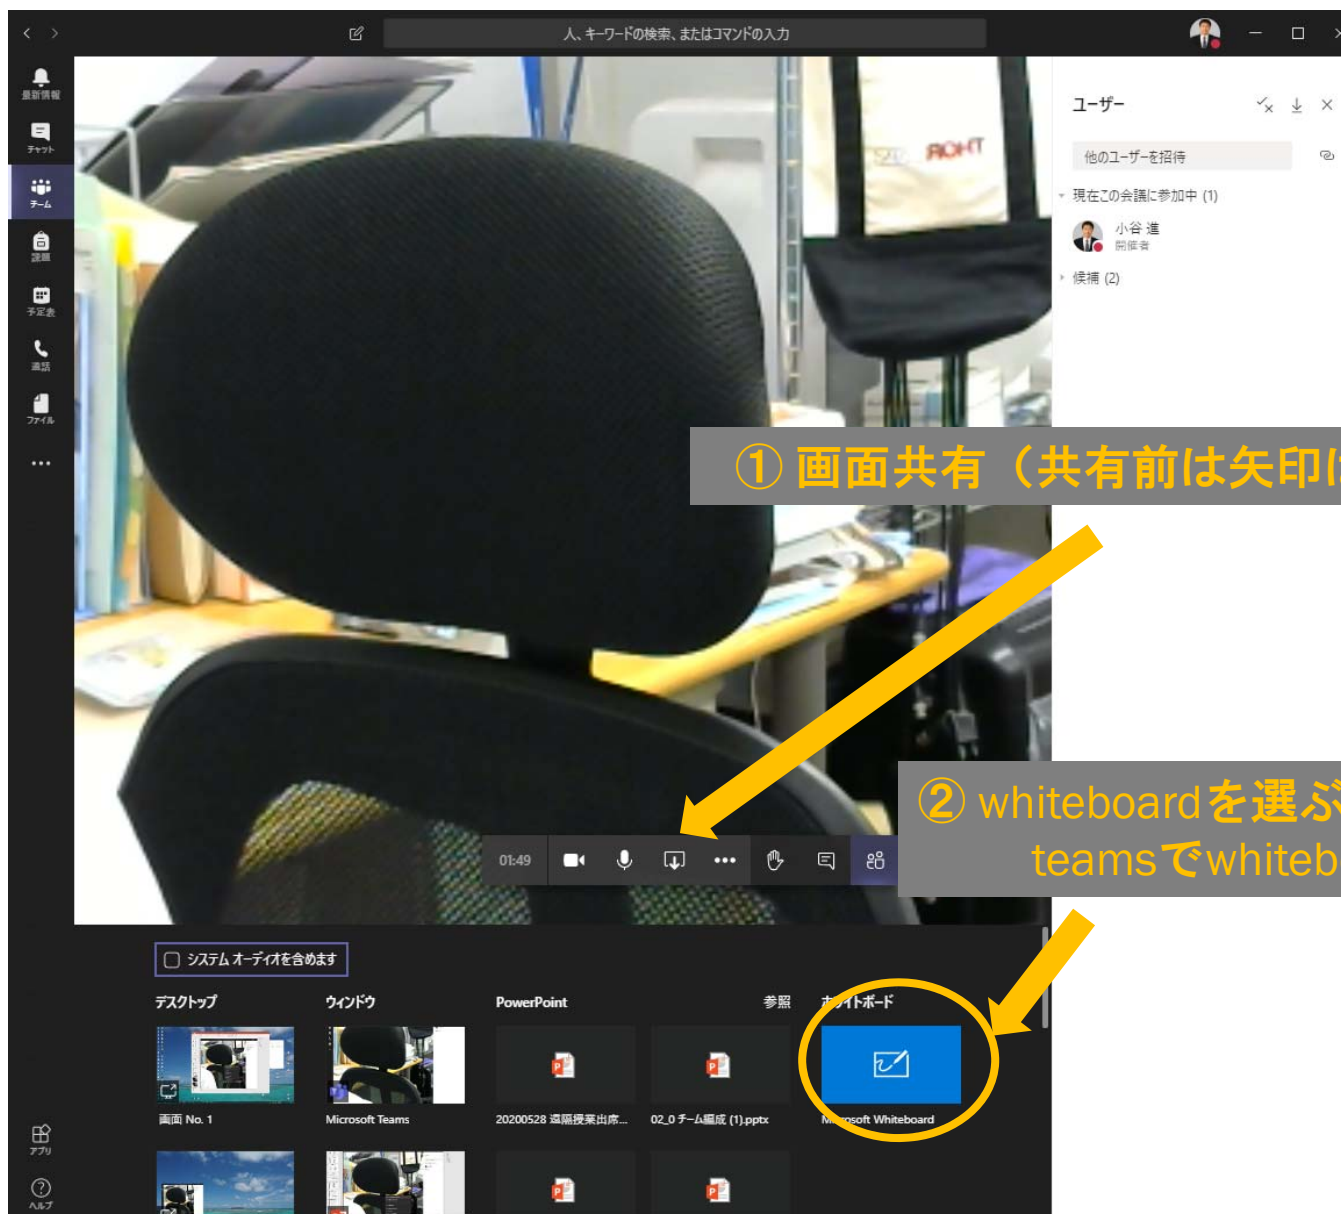 人、キーワードの検索、またはコマンドの入力
最新情報
チャット
チーム
課題
予定表
通話
ファイル
アプリ
ヘルプ
ユーザー
他のユーザーを招待
現在この会議に参加中 (1)
小谷 進
開催者
候補 (2)
① 画面共有（共有前は矢印は
② whiteboardを選ぶ
teamsでwhiteb
01:49
システム オーディオを含めます
デスクトップ
ウィンドウ
PowerPoint
参照
ホワイトボード
画面 No. 1
Microsoft Teams
20200528 遠隔授業出席...
02_0 チーム編成 (1).pptx
Microsoft Whiteboard